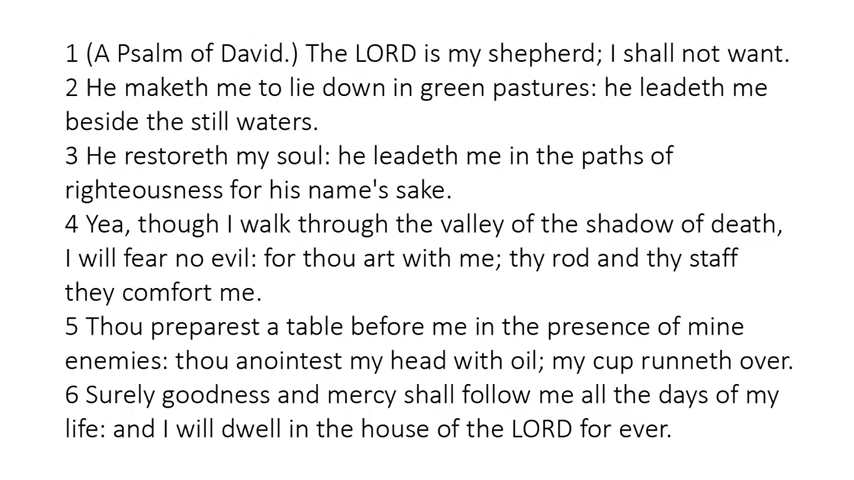 1 (A Psalm of David.) The LORD is my shepherd; I shall not want.
2 He maketh me to lie down in green pastures: he leadeth me
beside the still waters.
3 He restoreth my soul: he leadeth me in the paths of
righteousness for his name's sake.
4 Yea, though I walk through the valley of the shadow of death,
I will fear no evil: for thou art with me; thy rod and thy staff
they comfort me.
5 Thou preparest a table before me in the presence of mine
enemies: thou anointest my head with oil; my cup runneth over.
6 Surely goodness and mercy shall follow me all the days of my
life: and I will dwell in the house of the LORD for ever.